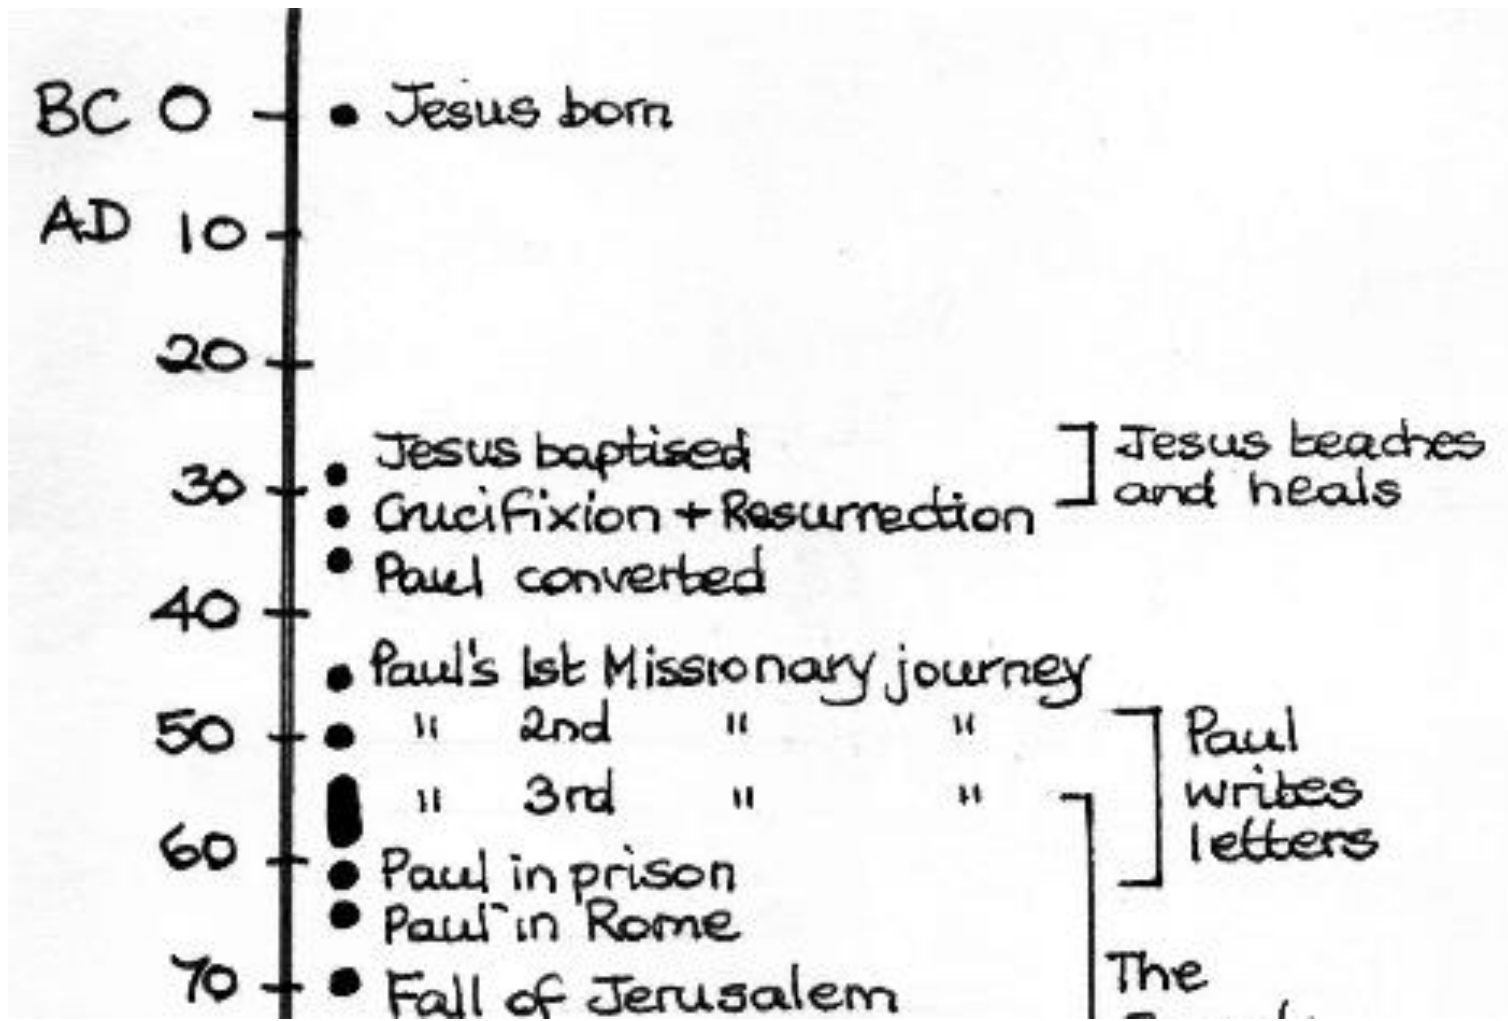 BC 0 Jesus born
AD 10
20
Jesus baptised
30
Crucifixion + Resurrection
Jesus teaches
and heals
Paul converted
40
Paul's 1st Missionary journey
50 " 2nd " "
" 3rd " "
Paul
writes
letters
60
Paul in prison
Paul in Rome
70 Fall of Jerusalem
The